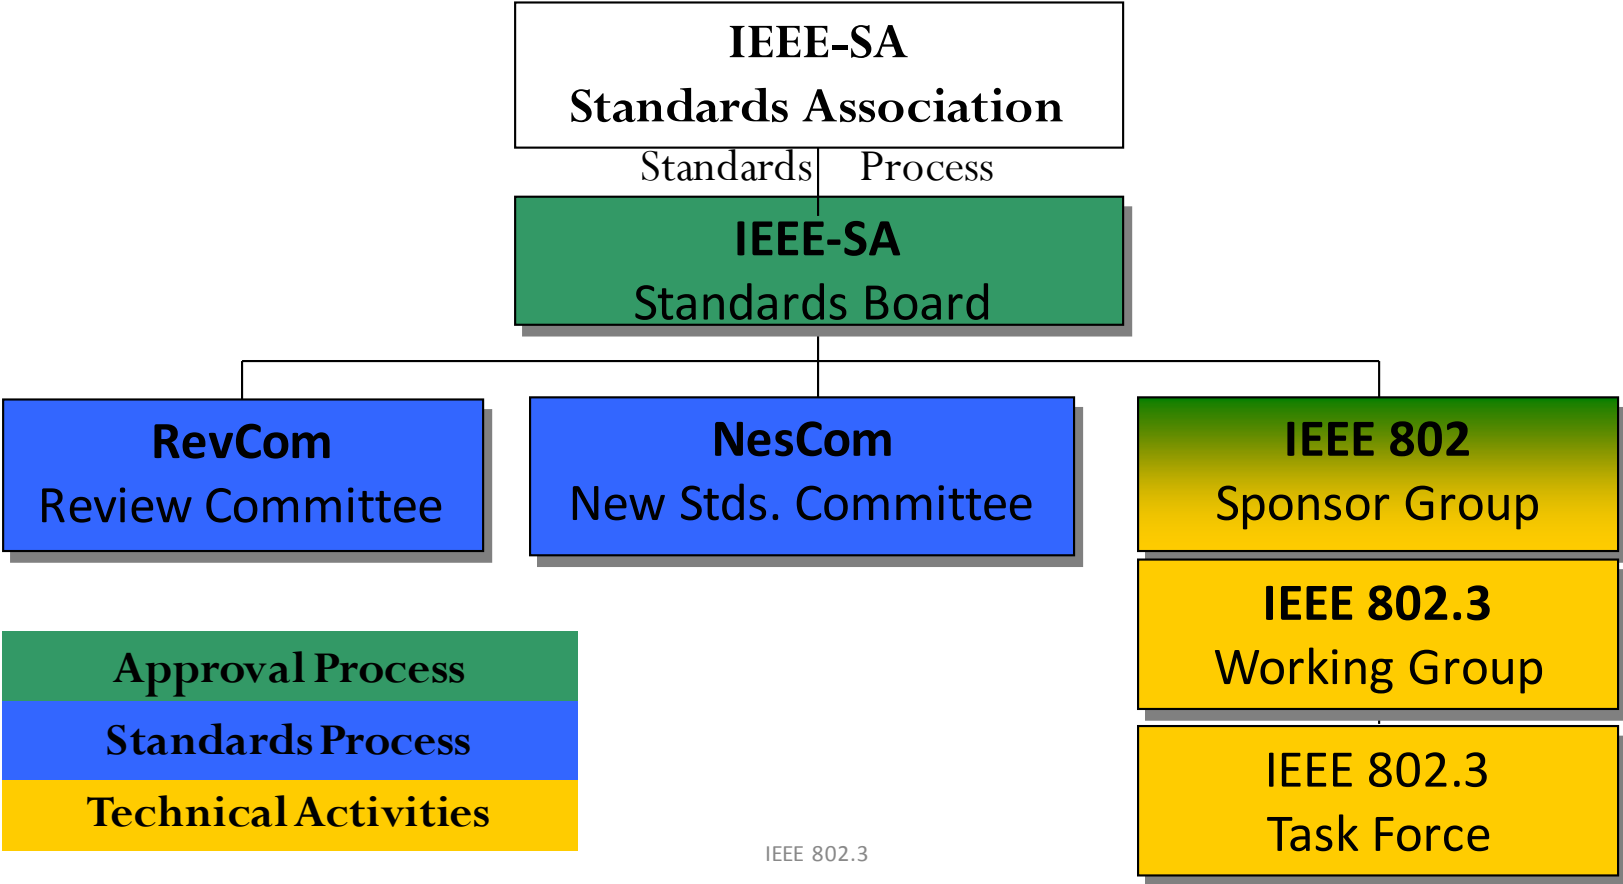 IEEE-SA
Standards Association
Standards Process
IEEE-SA
Standards Board
RevCom
Review Committee
NesCom
New Stds. Committee
IEEE 802
Sponsor Group
IEEE 802.3
Working Group
IEEE 802.3
Task Force
Approval Process
Standards Process
Technical Activities
IEEE 802.3